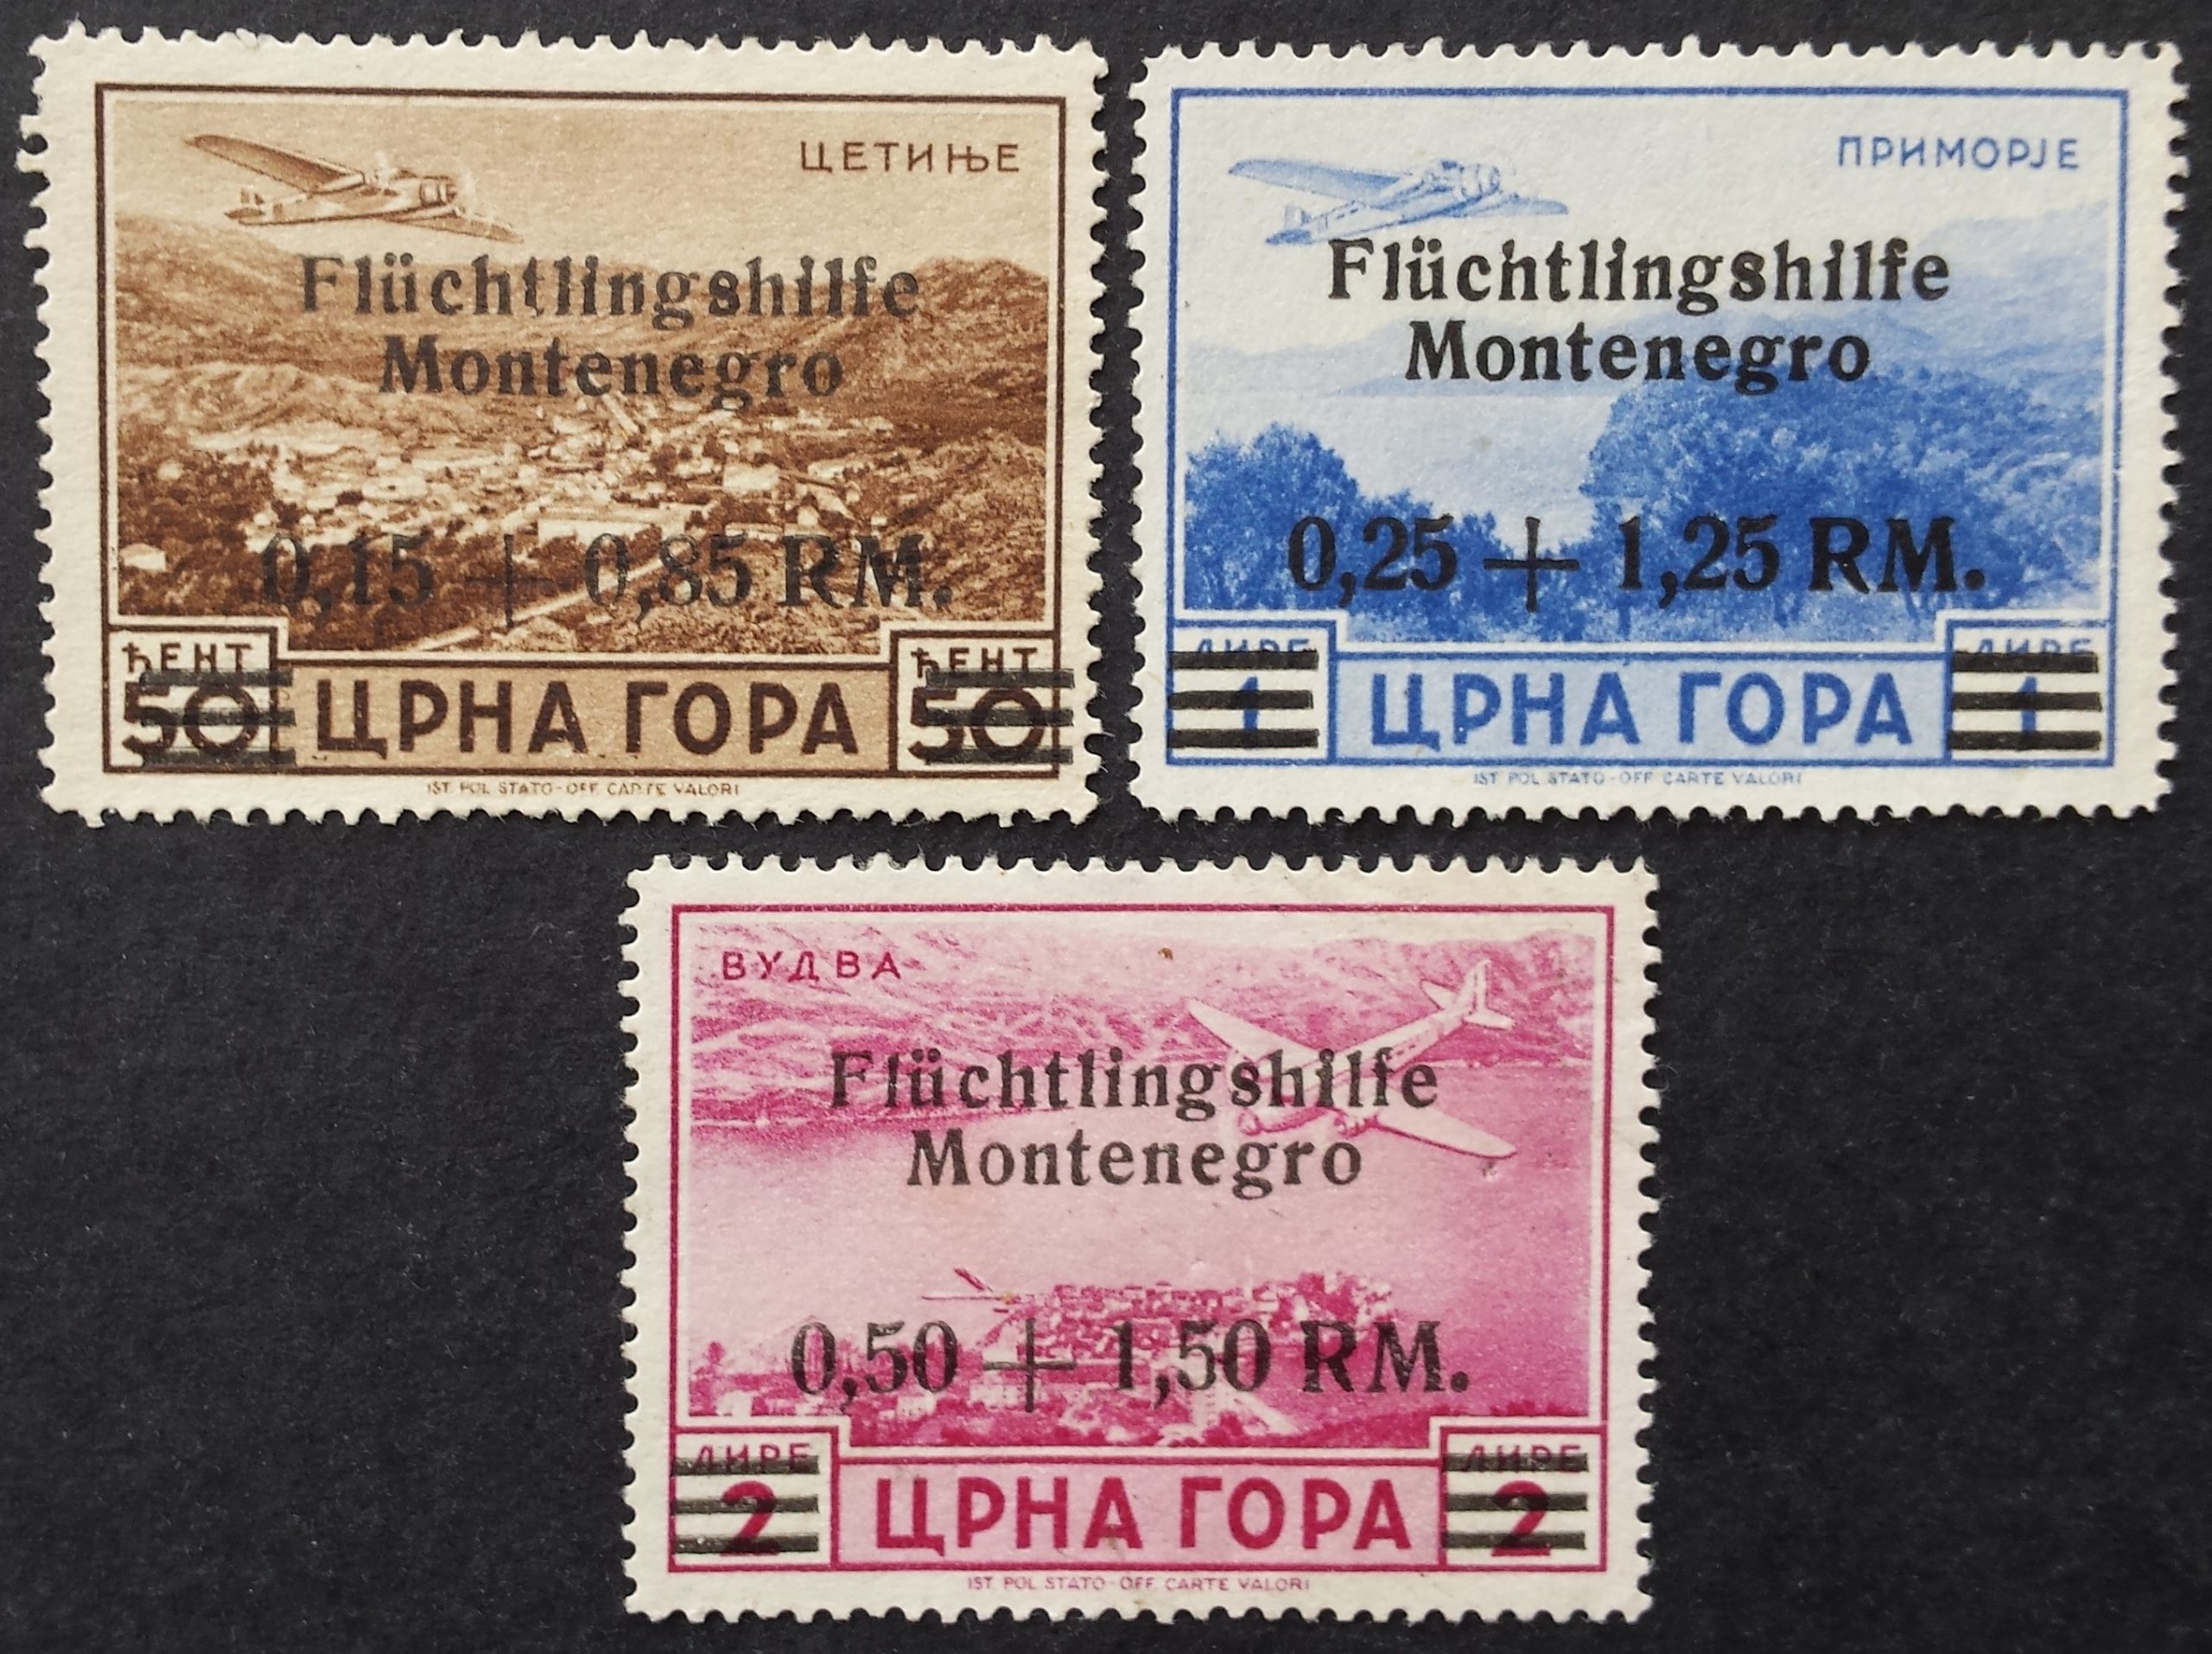 ЦЕТИЊЕ
Flüchtlingshilfe
Montenegro
0,15 + 0,85 RM.
ЋЕНТ ЋЕНТ
50 ЦРНА ГОРА 50
IST. POL. STATO-OFF. CARTE VALORI
ПРИМОРЈЕ
Flüchtlingshilfe
Montenegro
0,25 + 1,25 RM.
ЛИРЕ ЛИРЕ
1 ЦРНА ГОРА 1
IST. POL. STATO-OFF. CARTE VALORI
ВУДВА
Flüchtlingshilfe
Montenegro
0,50 + 1,50 RM.
ЛИРЕ ЛИРЕ
2 ЦРНА ГОРА 2
IST. POL. STATO-OFF. CARTE VALORI